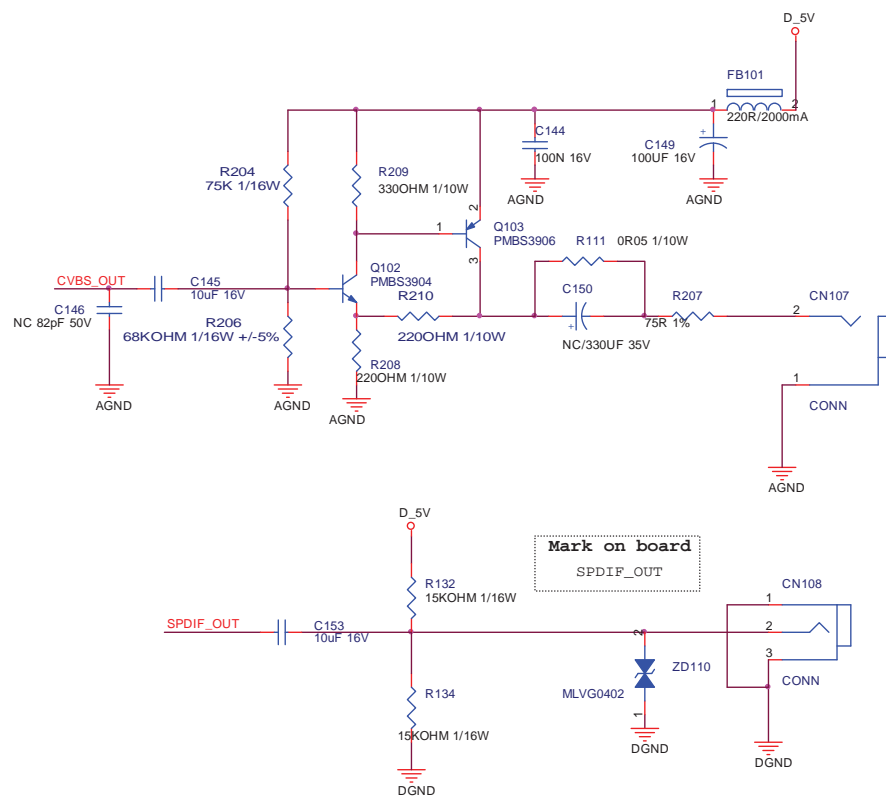 D_5V
FB101
1
2
220R/2000mA
C144
100N 16V
C149
+
100UF 16V
AGND
AGND
R204
75K 1/16W
R209
330OHM 1/10W
2
1
Q103
PMBS3906
3
R111
0R05 1/10W
CVBS_OUT
C145
10uF 16V
Q102
PMBS3904
C146
NC 82pF 50V
R206
68KOHM 1/16W +/-5%
R210
220OHM 1/10W
C150
+
NC/330UF 35V
R207
75R 1%
2
CN107
R208
220OHM 1/10W
1
CONN
AGND
AGND
AGND
AGND
D_5V
Mark on board
SPDIF_OUT
R132
15KOHM 1/16W
CN108
1
SPDIF_OUT
C153
10uF 16V
2
2
3
ZD110
MLVG0402
1
CONN
R134
15KOHM 1/16W
DGND
DGND
DGND